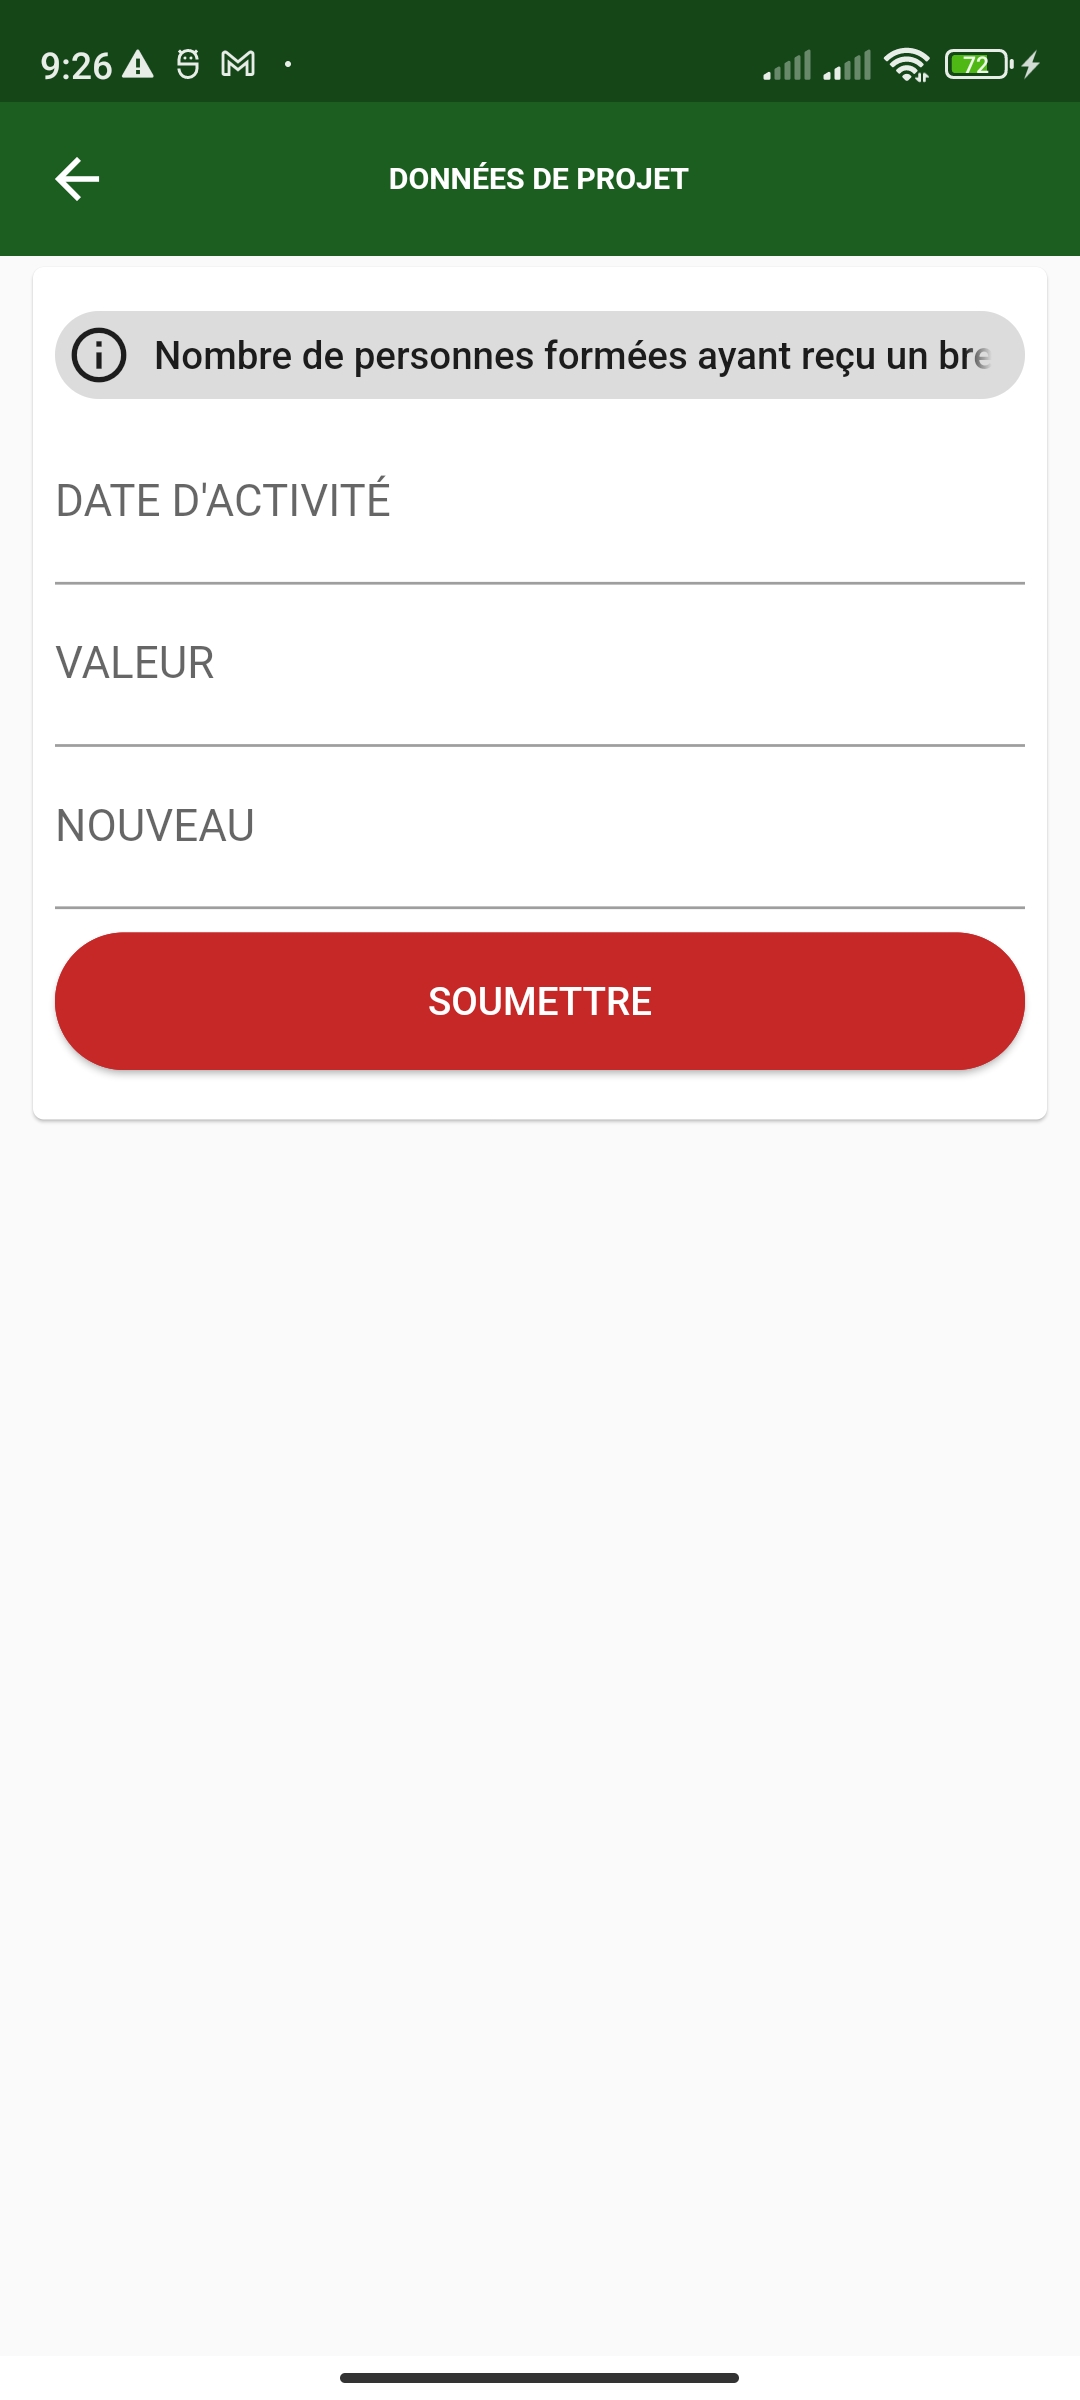 9:26
72
DONNÉES DE PROJET
Nombre de personnes formées ayant reçu un bre
DATE D'ACTIVITÉ
VALEUR
NOUVEAU
SOUMETTRE